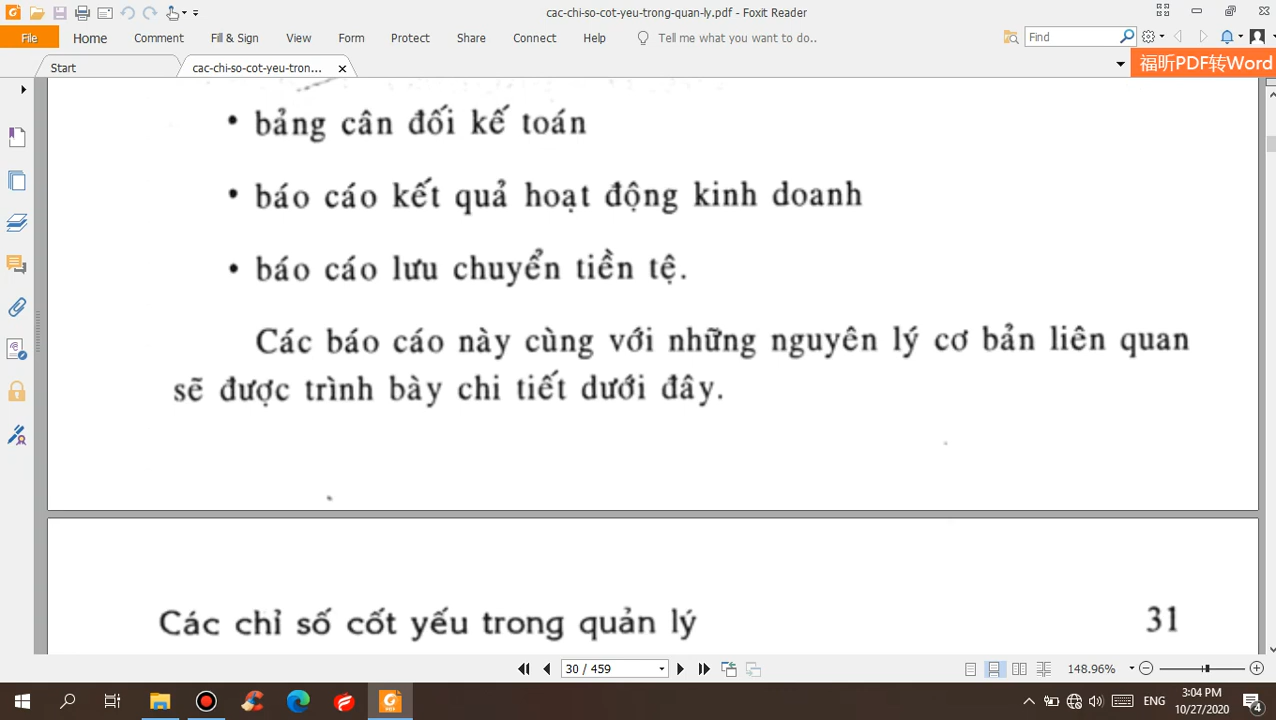 cac-chi-so-cot-yeu-trong-quan-ly.pdf - Foxit Reader
File Home Comment Fill & Sign View Form Protect Share Connect Help Tell me what you want to do.. Find
Start cac-chi-so-cot-yeu-tron... 福昕PDF转Word
• bảng cân đối kế toán
• báo cáo kết quả hoạt động kinh doanh
• báo cáo lưu chuyển tiền tệ.
Các báo cáo này cùng với những nguyên lý cơ bản liên quan
sẽ được trình bày chi tiết dưới đây.
Các chỉ số cốt yếu trong quản lý 31
30 / 459 148.96%
ENG 3:04 PM
10/27/2020 4